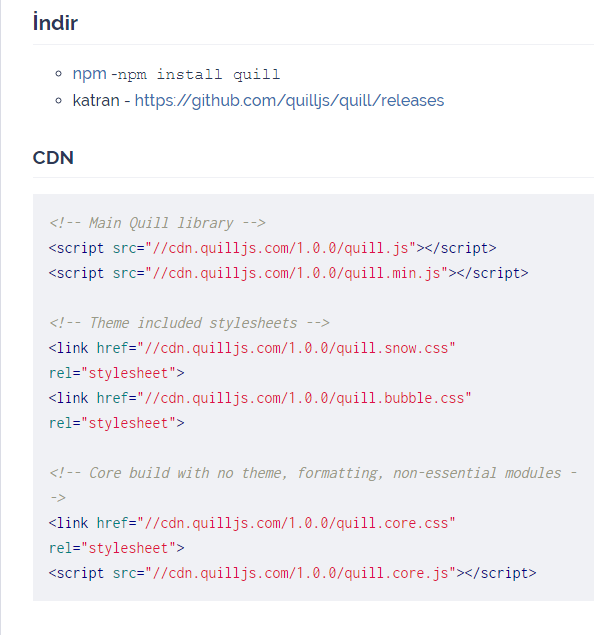 İndir
npm -npm install quill
katran - https://github.com/quilljs/quill/releases
CDN
<!-- Main Quill library -->
<script src="//cdn.quilljs.com/1.0.0/quill.js"></script>
<script src="//cdn.quilljs.com/1.0.0/quill.min.js"></script>
<!-- Theme included stylesheets -->
<link href="//cdn.quilljs.com/1.0.0/quill.snow.css"
rel="stylesheet">
<link href="//cdn.quilljs.com/1.0.0/quill.bubble.css"
rel="stylesheet">
<!-- Core build with no theme, formatting, non-essential modules -
->
<link href="//cdn.quilljs.com/1.0.0/quill.core.css"
rel="stylesheet">
<script src="//cdn.quilljs.com/1.0.0/quill.core.js"></script>